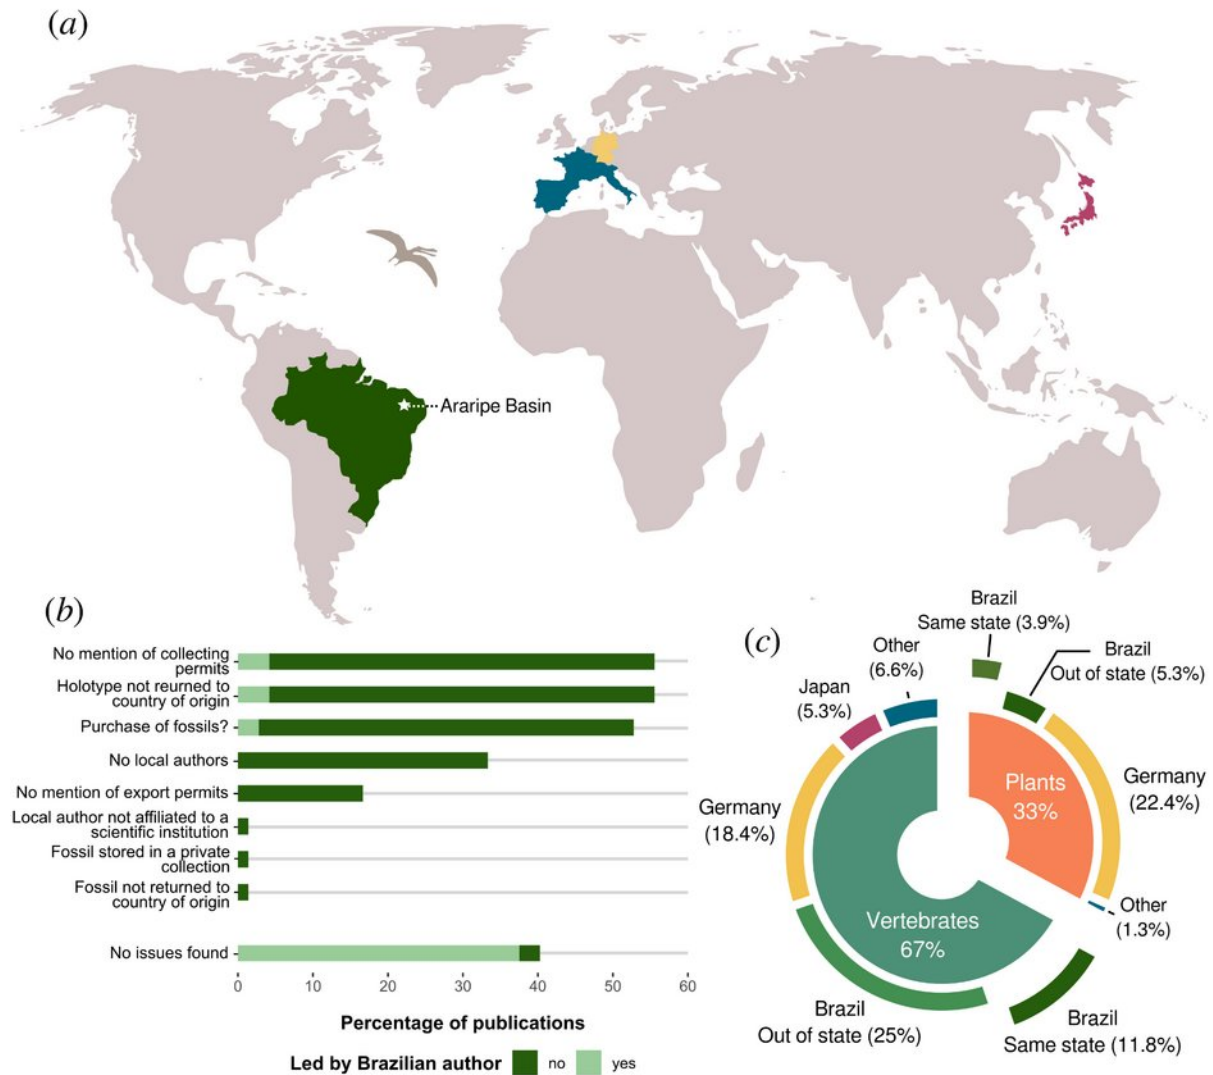 (a)
Araripe Basin
(b)
No mention of collecting
permits
Holotype not reurned to
country of origin
Purchase of fossils?
No local authors
No mention of export permits
Local author not affiliated to a
scientific institution
Fossil stored in a private
collection
Fossil not returned to
country of origin
No issues found
0 10 20 30 40 50 60
Percentage of publications
Led by Brazilian author no yes
(c)
Brazil
Same state (3.9%)
Brazil
Out of state (5.3%)
Other
(6.6%)
Japan
(5.3%)
Germany
(18.4%)
Plants
33%
Germany
(22.4%)
Other
(1.3%)
Vertebrates
67%
Brazil
Out of state (25%)
Brazil
Same state (11.8%)